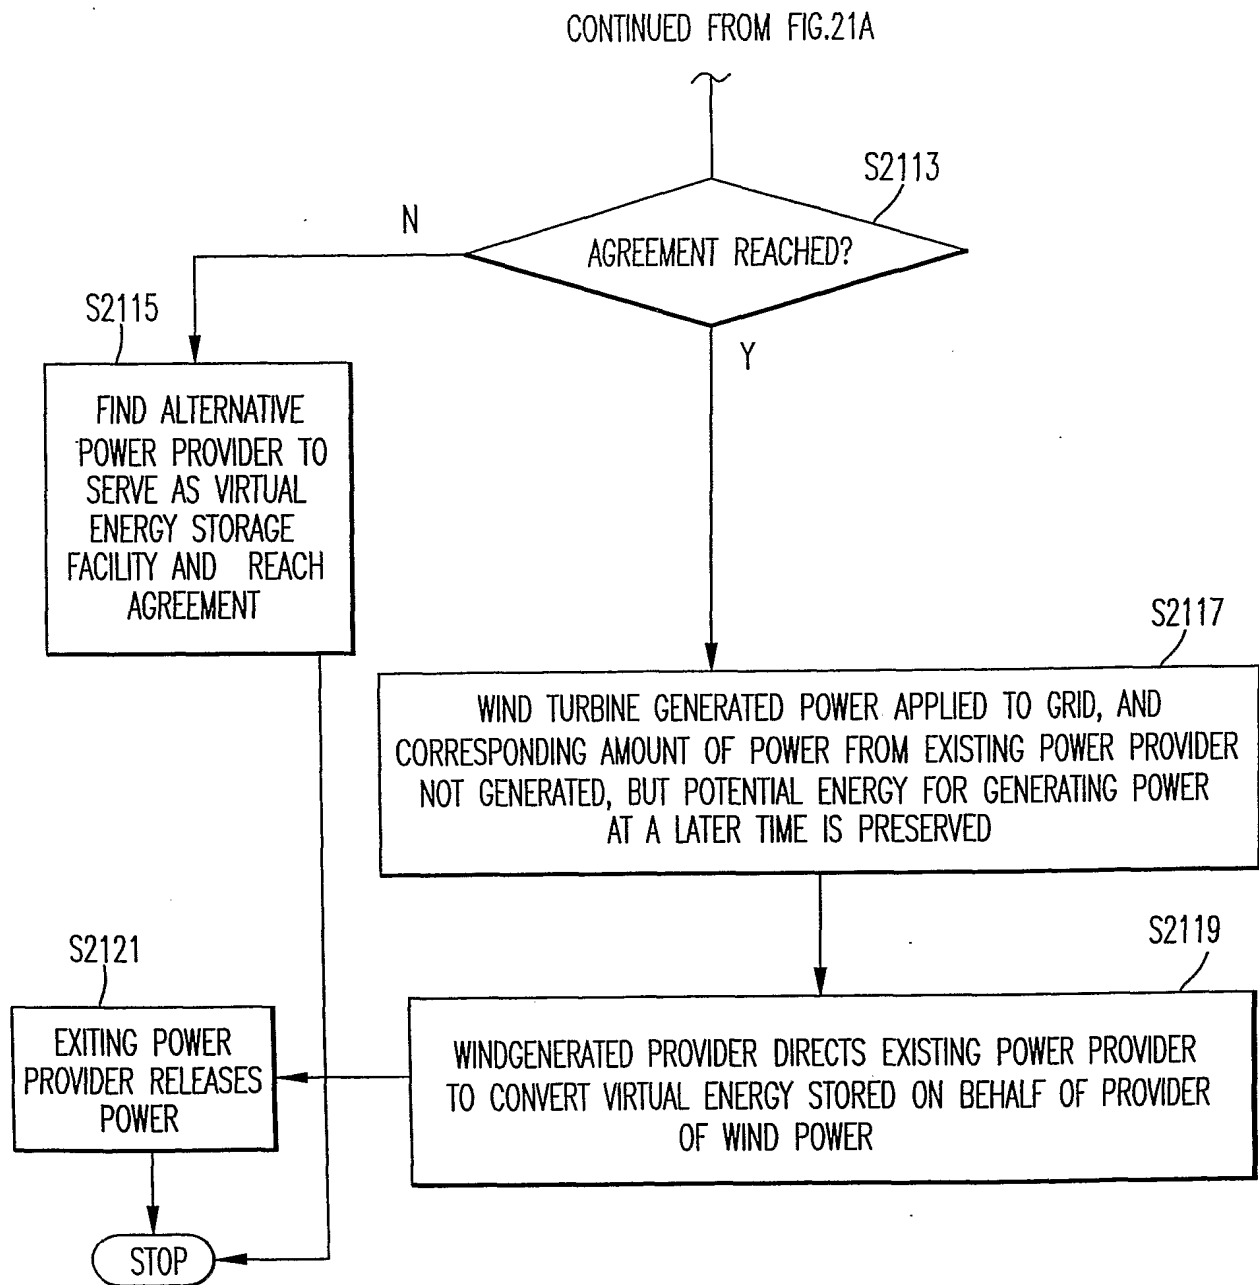 CONTINUED FROM FIG.21A
S2113
N
AGREEMENT REACHED?
Y
S2115
FIND ALTERNATIVE
POWER PROVIDER TO
SERVE AS VIRTUAL
ENERGY STORAGE
FACILITY AND REACH
AGREEMENT
S2117
WIND TURBINE GENERATED POWER APPLIED TO GRID, AND
CORRESPONDING AMOUNT OF POWER FROM EXISTING POWER PROVIDER
NOT GENERATED, BUT POTENTIAL ENERGY FOR GENERATING POWER
AT A LATER TIME IS PRESERVED
S2119
WINDGENERATED PROVIDER DIRECTS EXISTING POWER PROVIDER
TO CONVERT VIRTUAL ENERGY STORED ON BEHALF OF PROVIDER
OF WIND POWER
S2121
EXITING POWER
PROVIDER RELEASES
POWER
STOP